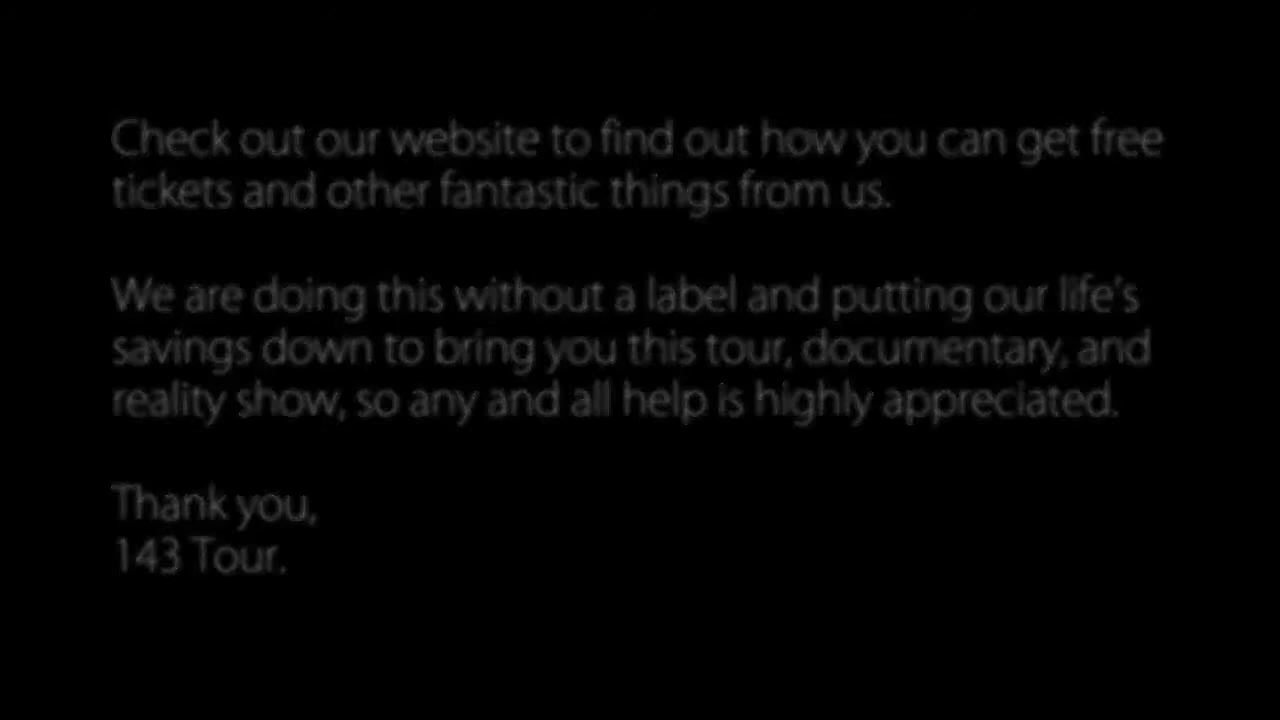 Check out our website to find out how you can get free
tickets and other fantastic things from us.
We are doing this without a label and putting our life's
savings down to bring you this tour, documentary, and
reality show, so any and all help is highly appreciated.
Thank you,
143 Tour.